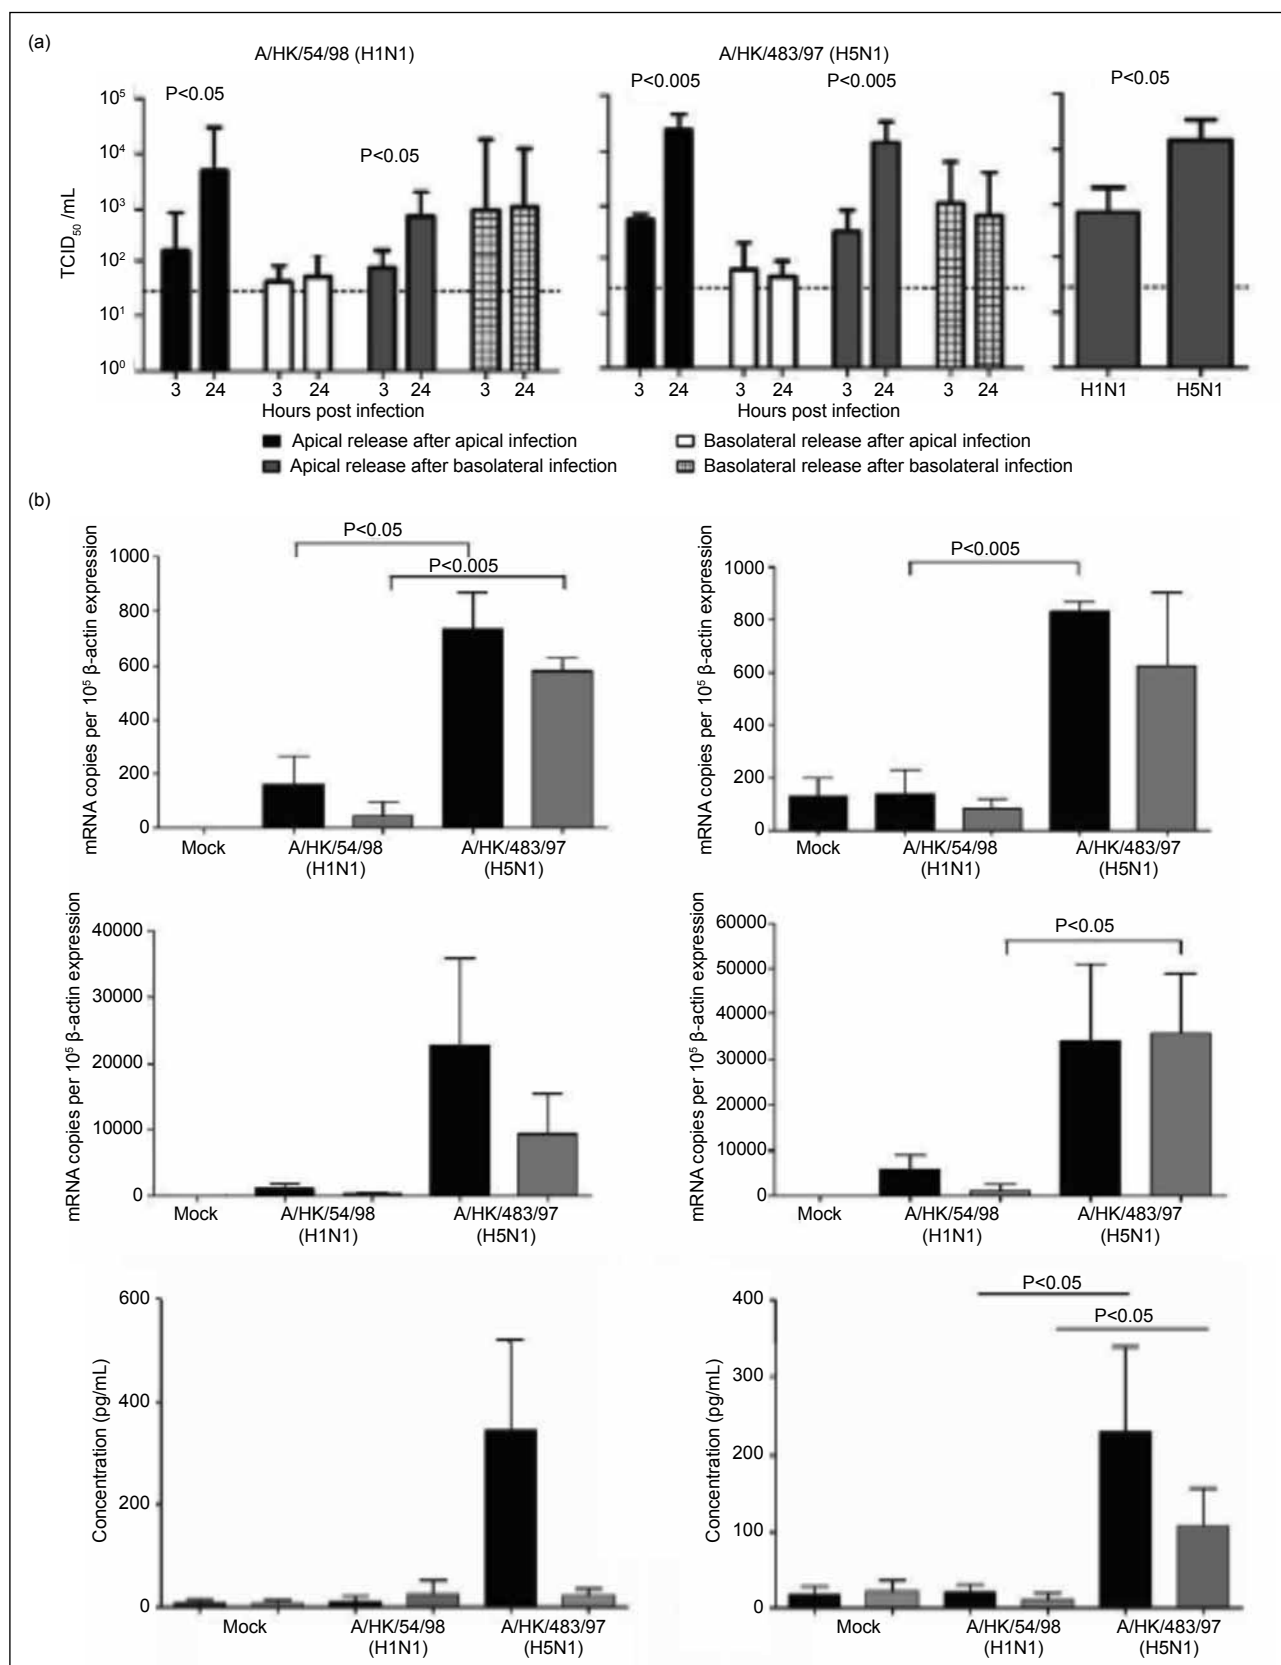 (a)
A/HK/54/98 (H1N1)
A/HK/483/97 (H5N1)
P<0.05
P<0.05
P<0.005
P<0.005
P<0.05
TCID50 /mL
10⁵
10⁴
10³
10²
10¹
10⁰
3 24 3 24 3 24 3 24
Hours post infection
3 24 3 24 3 24 3 24
Hours post infection
H1N1 H5N1
Apical release after apical infection
Basolateral release after apical infection
Apical release after basolateral infection
Basolateral release after basolateral infection
(b)
mRNA copies per 10⁵ β-actin expression
1000
800
600
400
200
0
P<0.05
P<0.005
Mock A/HK/54/98 A/HK/483/97
(H1N1) (H5N1)
mRNA copies per 10⁵ β-actin expression
1000
800
600
400
200
0
P<0.005
Mock A/HK/54/98 A/HK/483/97
(H1N1) (H5N1)
mRNA copies per 10⁵ β-actin expression
40000
30000
20000
10000
0
Mock A/HK/54/98 A/HK/483/97
(H1N1) (H5N1)
mRNA copies per 10⁵ β-actin expression
60000
50000
40000
30000
20000
10000
0
P<0.05
Mock A/HK/54/98 A/HK/483/97
(H1N1) (H5N1)
Concentration (pg/mL)
600
400
200
0
Mock A/HK/54/98 A/HK/483/97
(H1N1) (H5N1)
Concentration (pg/mL)
400
300
200
100
0
P<0.05
P<0.05
Mock A/HK/54/98 A/HK/483/97
(H1N1) (H5N1)